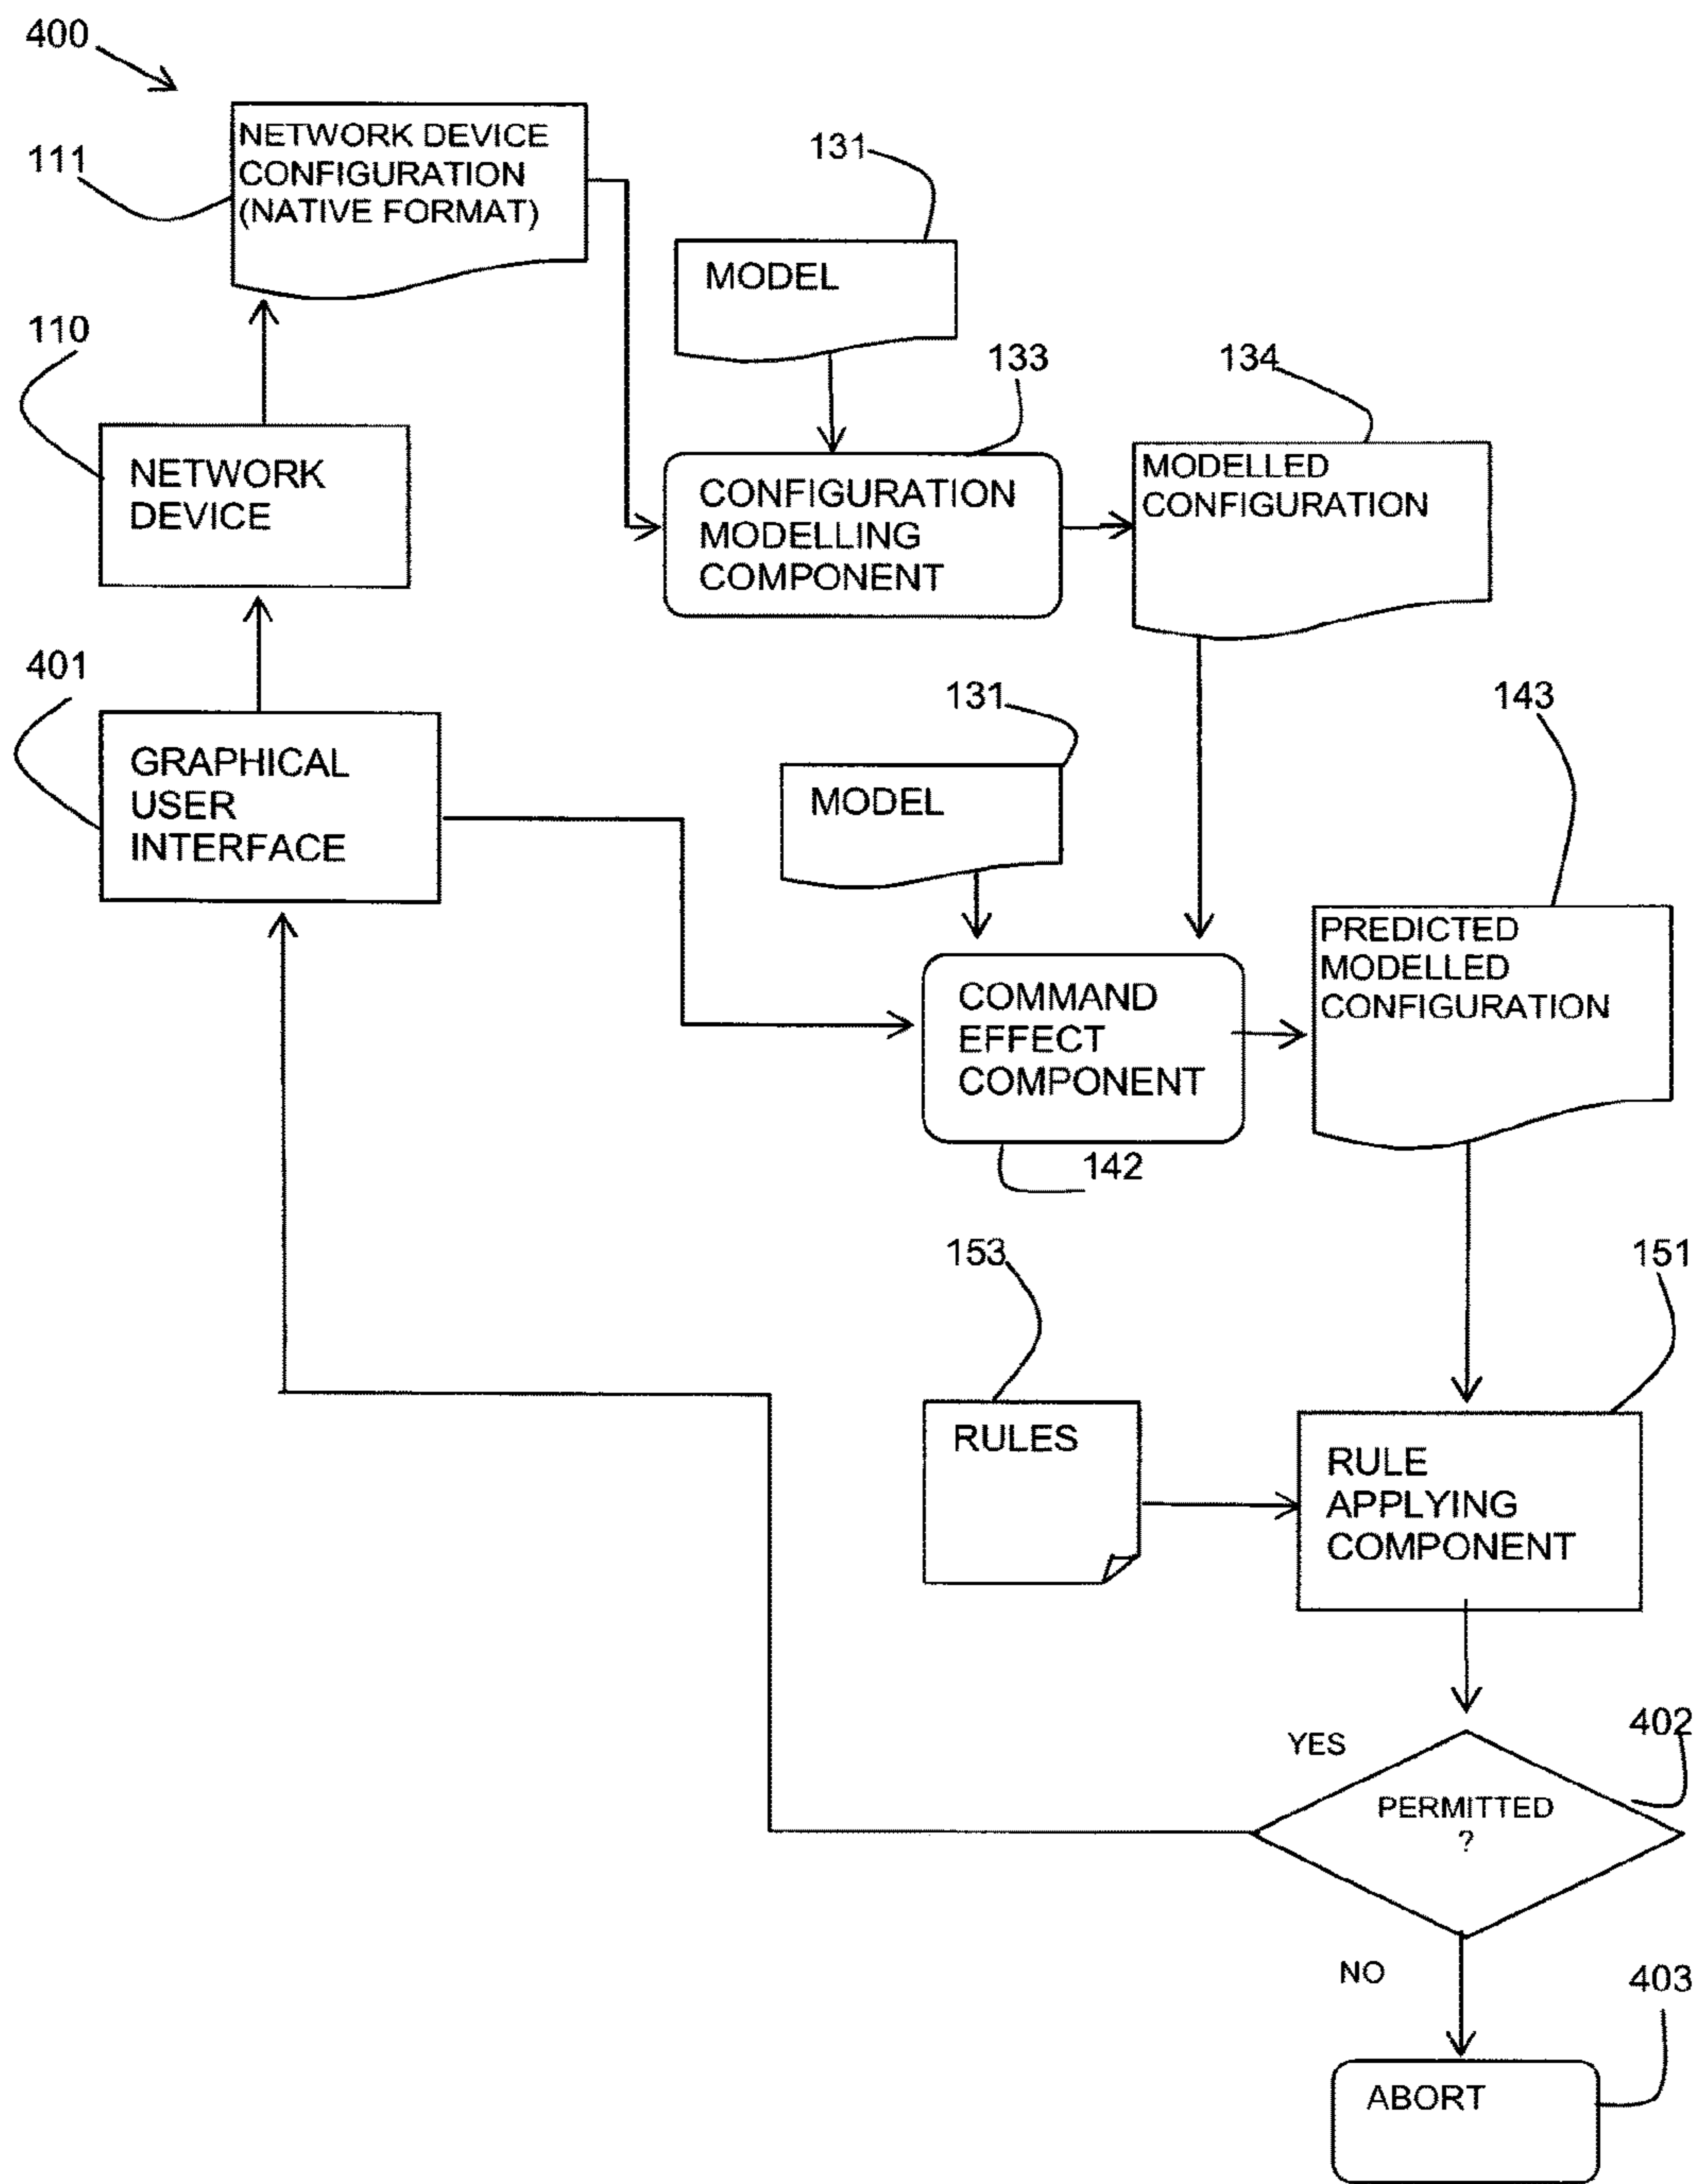 400
111
NETWORK DEVICE
CONFIGURATION
(NATIVE FORMAT)
131
MODEL
110
NETWORK
DEVICE
133
CONFIGURATION
MODELLING
COMPONENT
134
MODELLED
CONFIGURATION
401
GRAPHICAL
USER
INTERFACE
131
MODEL
143
PREDICTED
MODELLED
CONFIGURATION
COMMAND
EFFECT
COMPONENT
142
153
RULES
151
RULE
APPLYING
COMPONENT
YES
402
PERMITTED
?
NO
403
ABORT